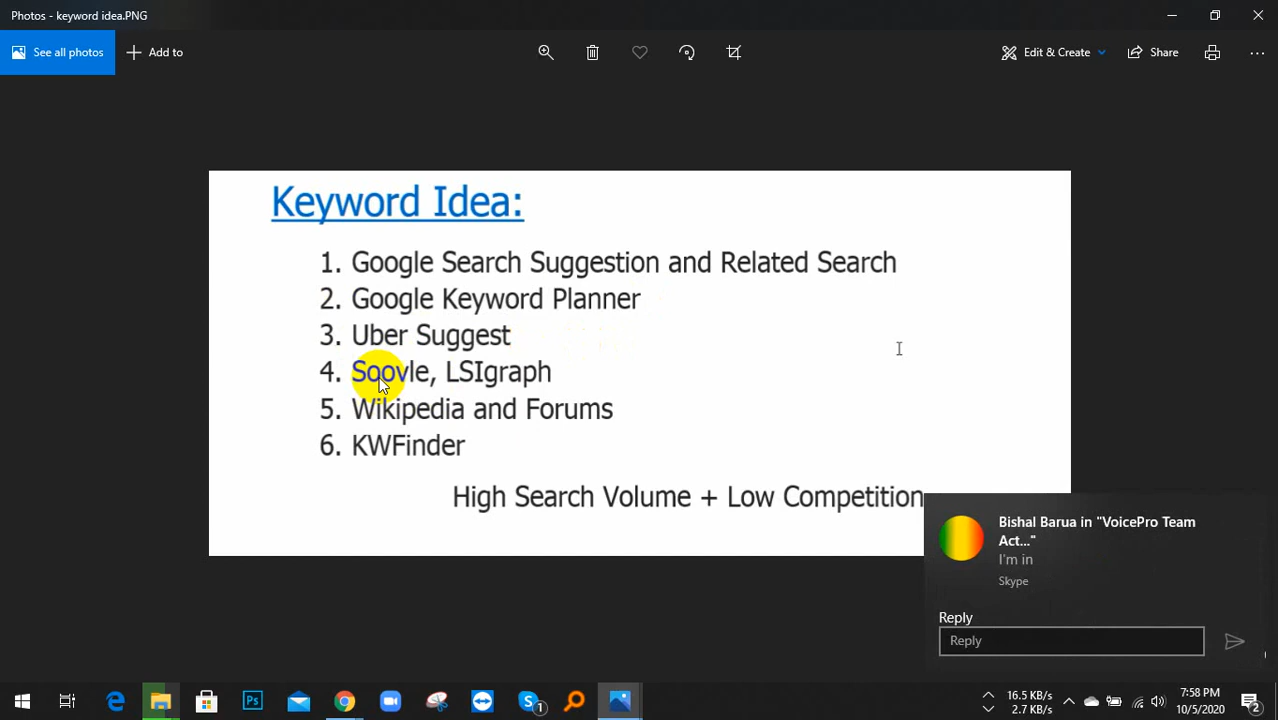 Photos - keyword idea.PNG
See all photos
Add to
Edit & Create
Share
Keyword Idea:
1. Google Search Suggestion and Related Search
2. Google Keyword Planner
3. Uber Suggest
4. Soovle, LSIgraph
5. Wikipedia and Forums
6. KWFinder
High Search Volume + Low Competition
Bishal Barua in "VoicePro Team
Act..."
I'm in
Skype
Reply
Reply
16.5 KB/s
2.7 KB/s
7:58 PM
10/5/2020
Ps
S
1
2